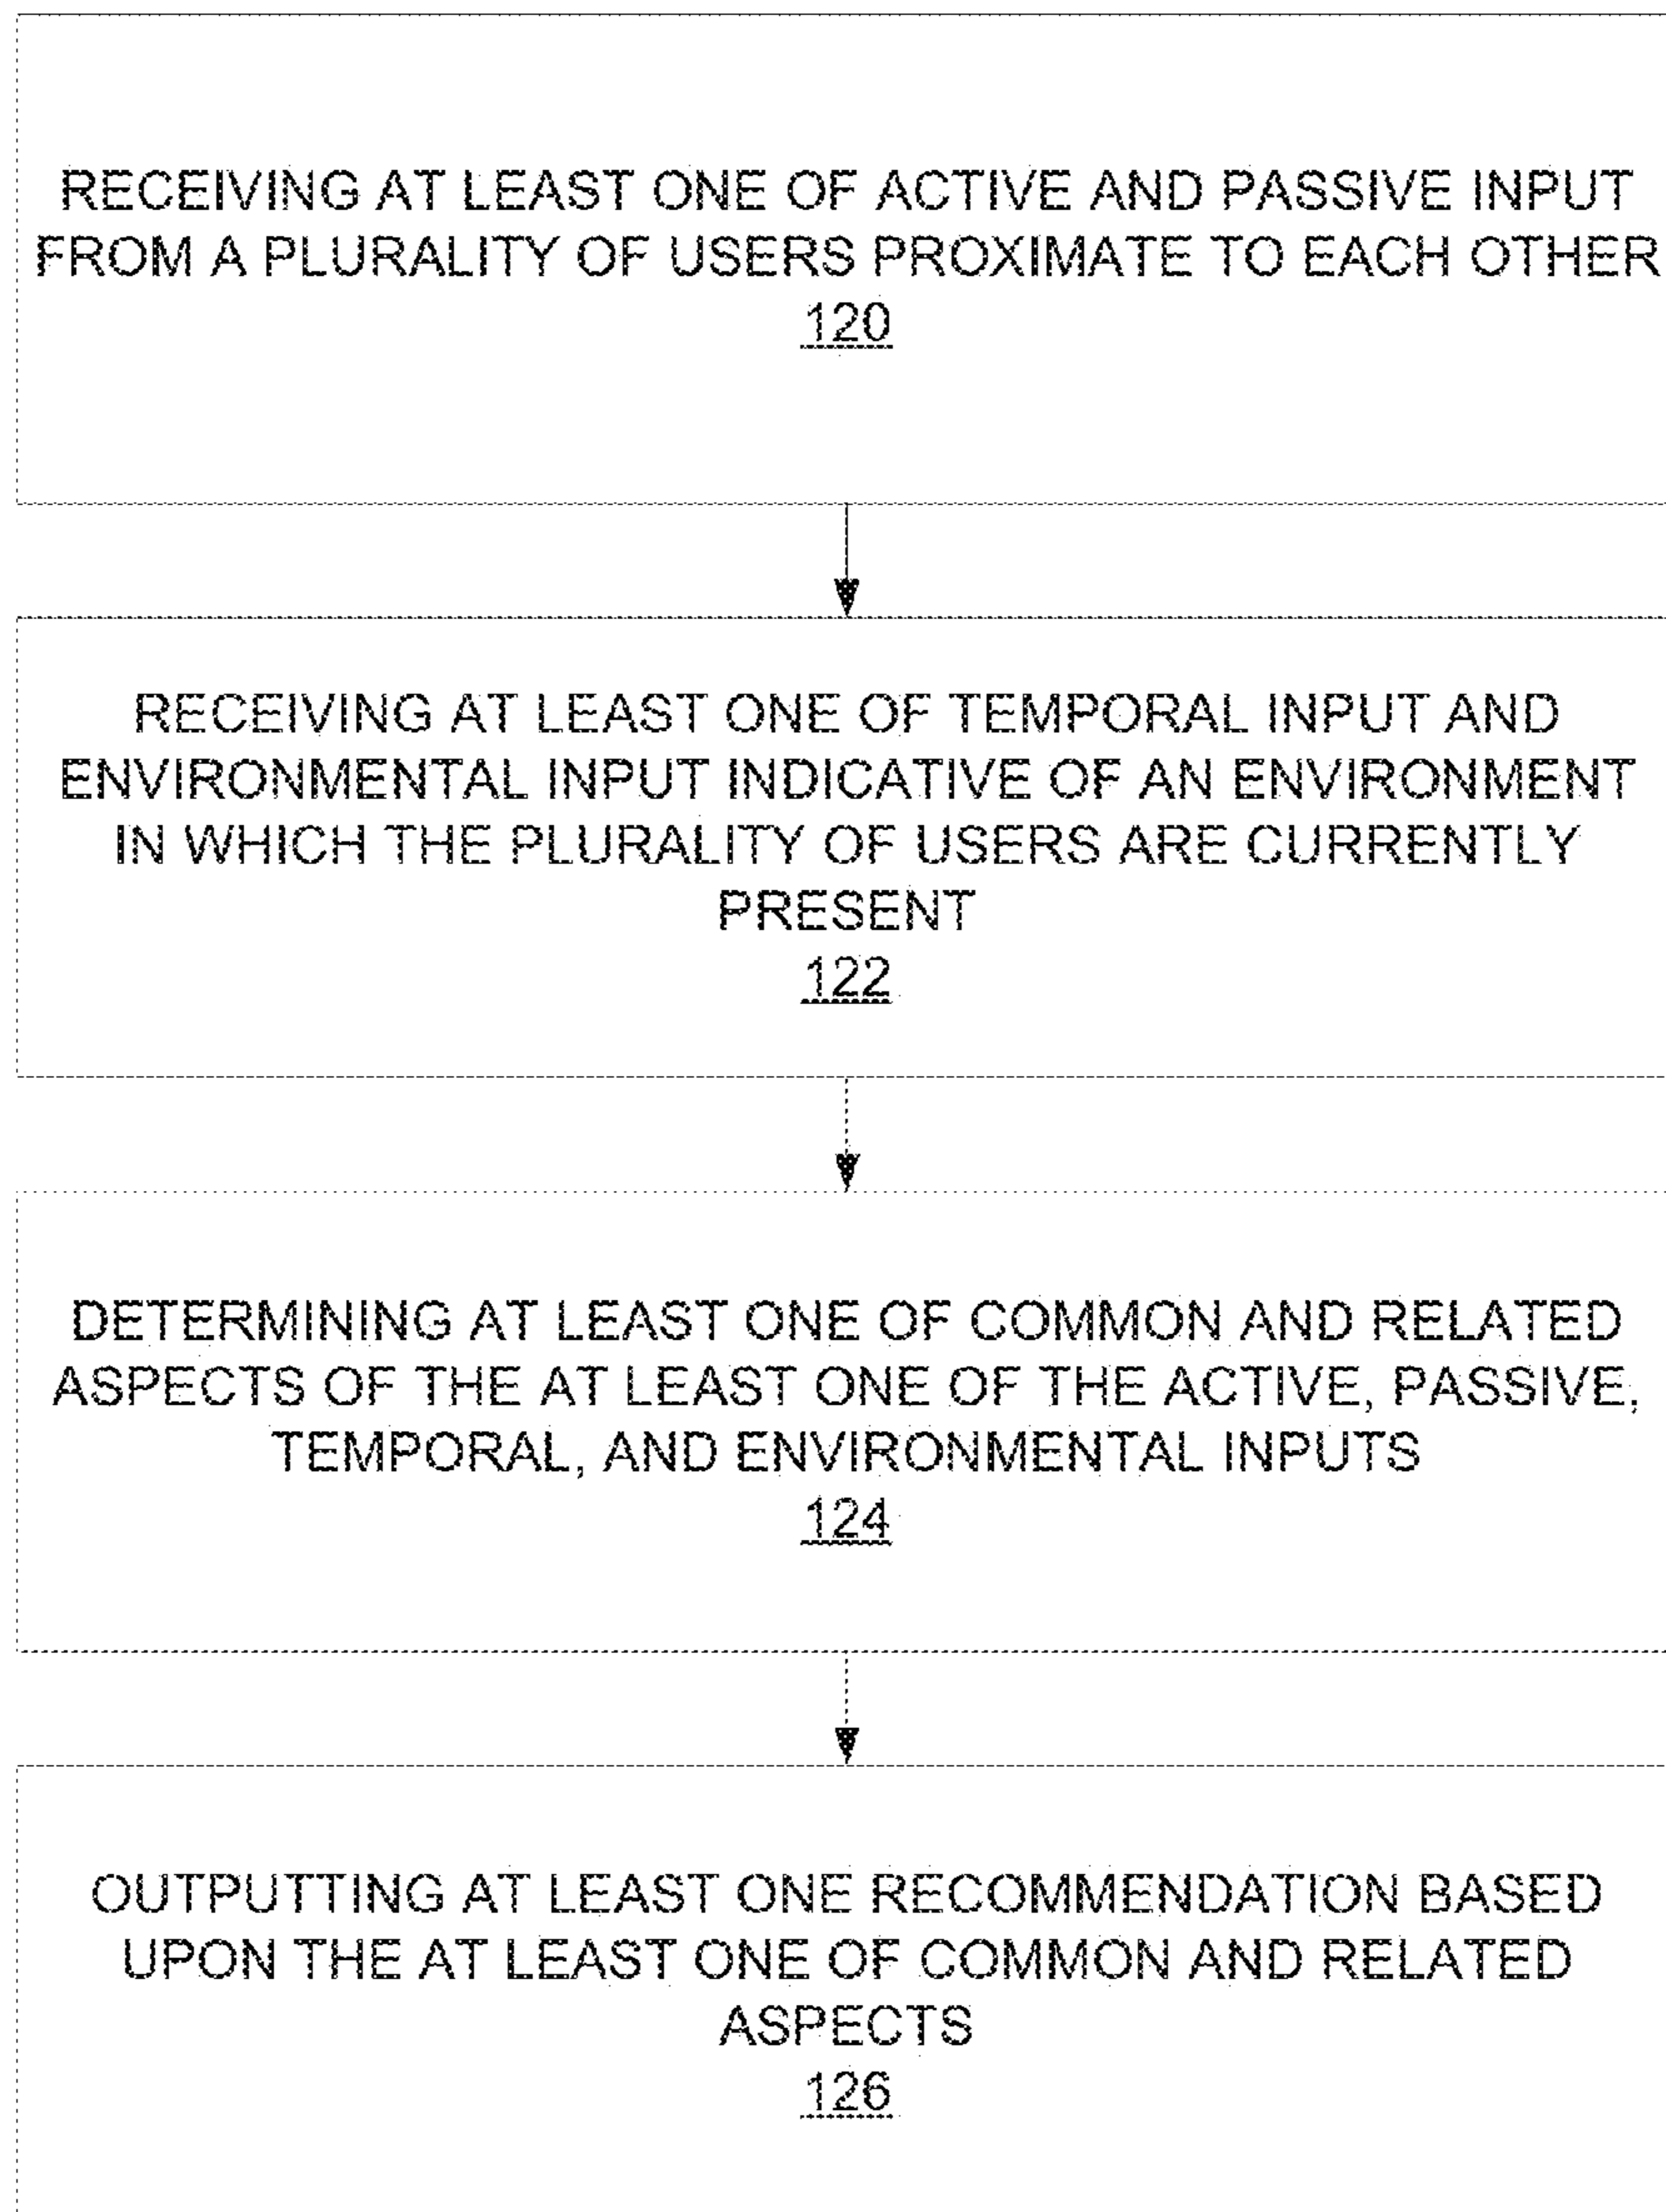 RECEIVING AT LEAST ONE OF ACTIVE AND PASSIVE INPUT
FROM A PLURALITY OF USERS PROXIMATE TO EACH OTHER
120
RECEIVING AT LEAST ONE OF TEMPORAL INPUT AND
ENVIRONMENTAL INPUT INDICATIVE OF AN ENVIRONMENT
IN WHICH THE PLURALITY OF USERS ARE CURRENTLY
PRESENT
122
DETERMINING AT LEAST ONE OF COMMON AND RELATED
ASPECTS OF THE AT LEAST ONE OF THE ACTIVE, PASSIVE,
TEMPORAL, AND ENVIRONMENTAL INPUTS
124
OUTPUTTING AT LEAST ONE RECOMMENDATION BASED
UPON THE AT LEAST ONE OF COMMON AND RELATED
ASPECTS
126